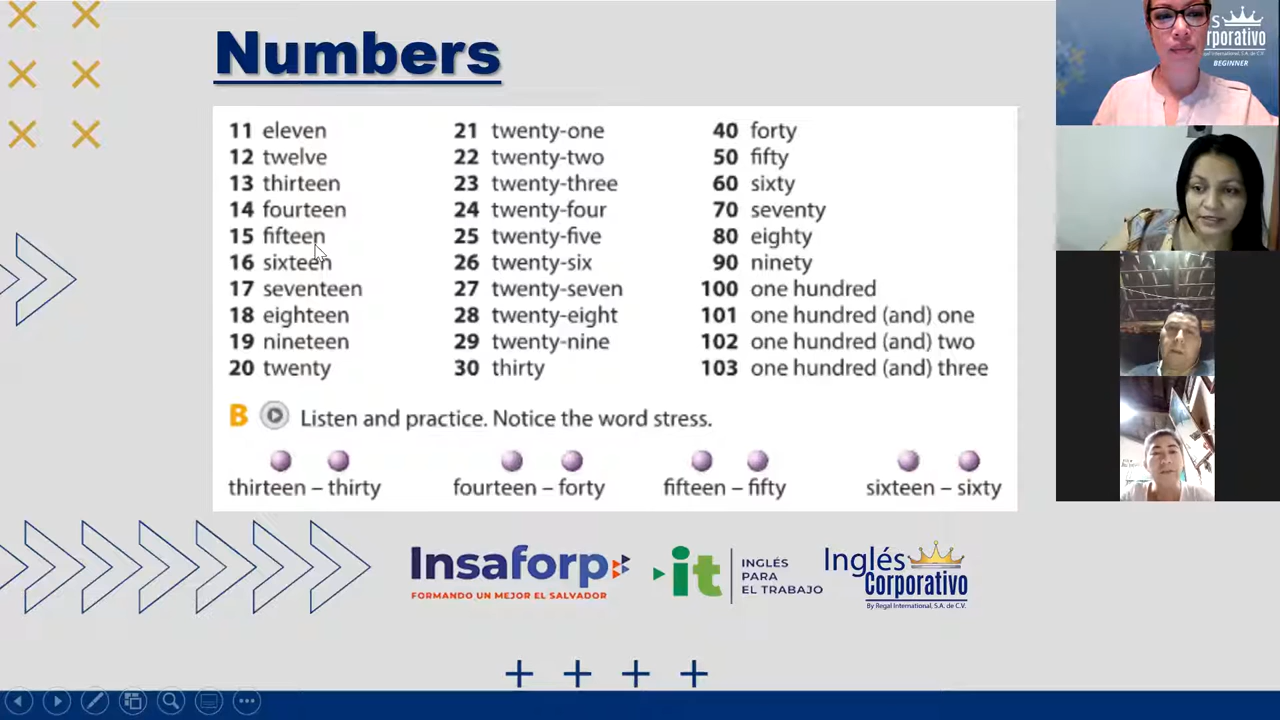 Numbers
11 eleven
12 twelve
13 thirteen
14 fourteen
15 fifteen
16 sixteen
17 seventeen
18 eighteen
19 nineteen
20 twenty
21 twenty-one
22 twenty-two
23 twenty-three
24 twenty-four
25 twenty-five
26 twenty-six
27 twenty-seven
28 twenty-eight
29 twenty-nine
30 thirty
40 forty
50 fifty
60 sixty
70 seventy
80 eighty
90 ninety
100 one hundred
101 one hundred (and) one
102 one hundred (and) two
103 one hundred (and) three
B Listen and practice. Notice the word stress.
thirteen – thirty
fourteen – forty
fifteen – fifty
sixteen – sixty
Insaforp
FORMANDO UN MEJOR EL SALVADOR
it
INGLÉS
PARA
EL TRABAJO
Inglés
Corporativo
By Regal International, S.A. de C.V.
BEGINNER